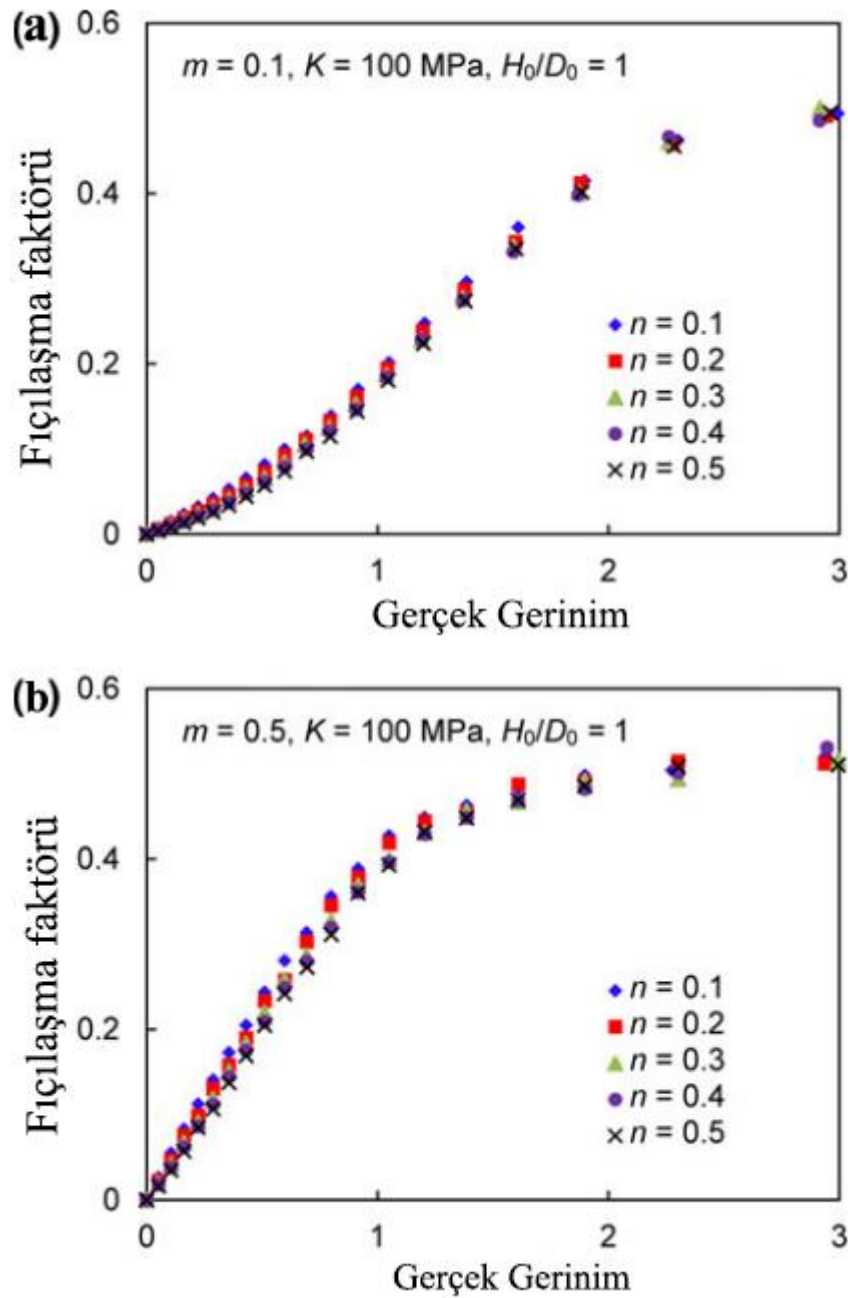 (a)
0.6
m = 0.1, K = 100 MPa, H₀/D₀ = 1
0.4
Fıçılaşma faktörü
n = 0.1
n = 0.2
0.2
n = 0.3
n = 0.4
n = 0.5
0
0 1 2 3
Gerçek Gerinim
(b)
0.6
m = 0.5, K = 100 MPa, H₀/D₀ = 1
0.4
Fıçılaşma faktörü
n = 0.1
n = 0.2
0.2
n = 0.3
n = 0.4
n = 0.5
0
0 1 2 3
Gerçek Gerinim